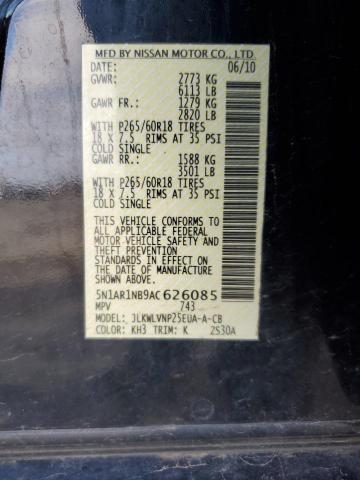 MFD BY NISSAN MOTOR CO., LTD.
DATE: 06/10
GVWR: 2773 KG
6113 LB
GAWR FR.: 1279 KG
2820 LB
WITH P265/60R18 TIRES
18 X 7.5 RIMS AT 35 PSI
COLD SINGLE
GAWR RR.: 1588 KG
3501 LB
WITH P265/60R18 TIRES
18 X 7.5 RIMS AT 35 PSI
COLD SINGLE
THIS VEHICLE CONFORMS TO
ALL APPLICABLE FEDERAL
MOTOR VEHICLE SAFETY
STANDARDS IN EFFECT ON THE
DATE OF MANUFACTURE SHOWN
ABOVE.
5N1AR1NB9AC626085
MPV 743
MODEL: JLKWLVNP25EUA-A-CB
COLOR: KH3 TRIM: K 2S30A